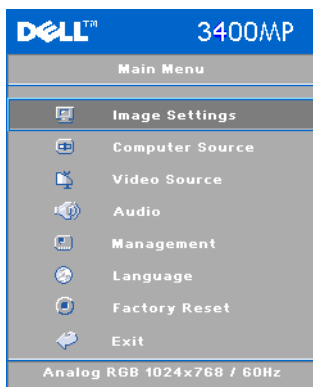 DELL™ 3400MP
Main Menu
Image Settings
Computer Source
Video Source
Audio
Management
Language
Factory Reset
Exit
Analog RGB 1024x768 / 60Hz